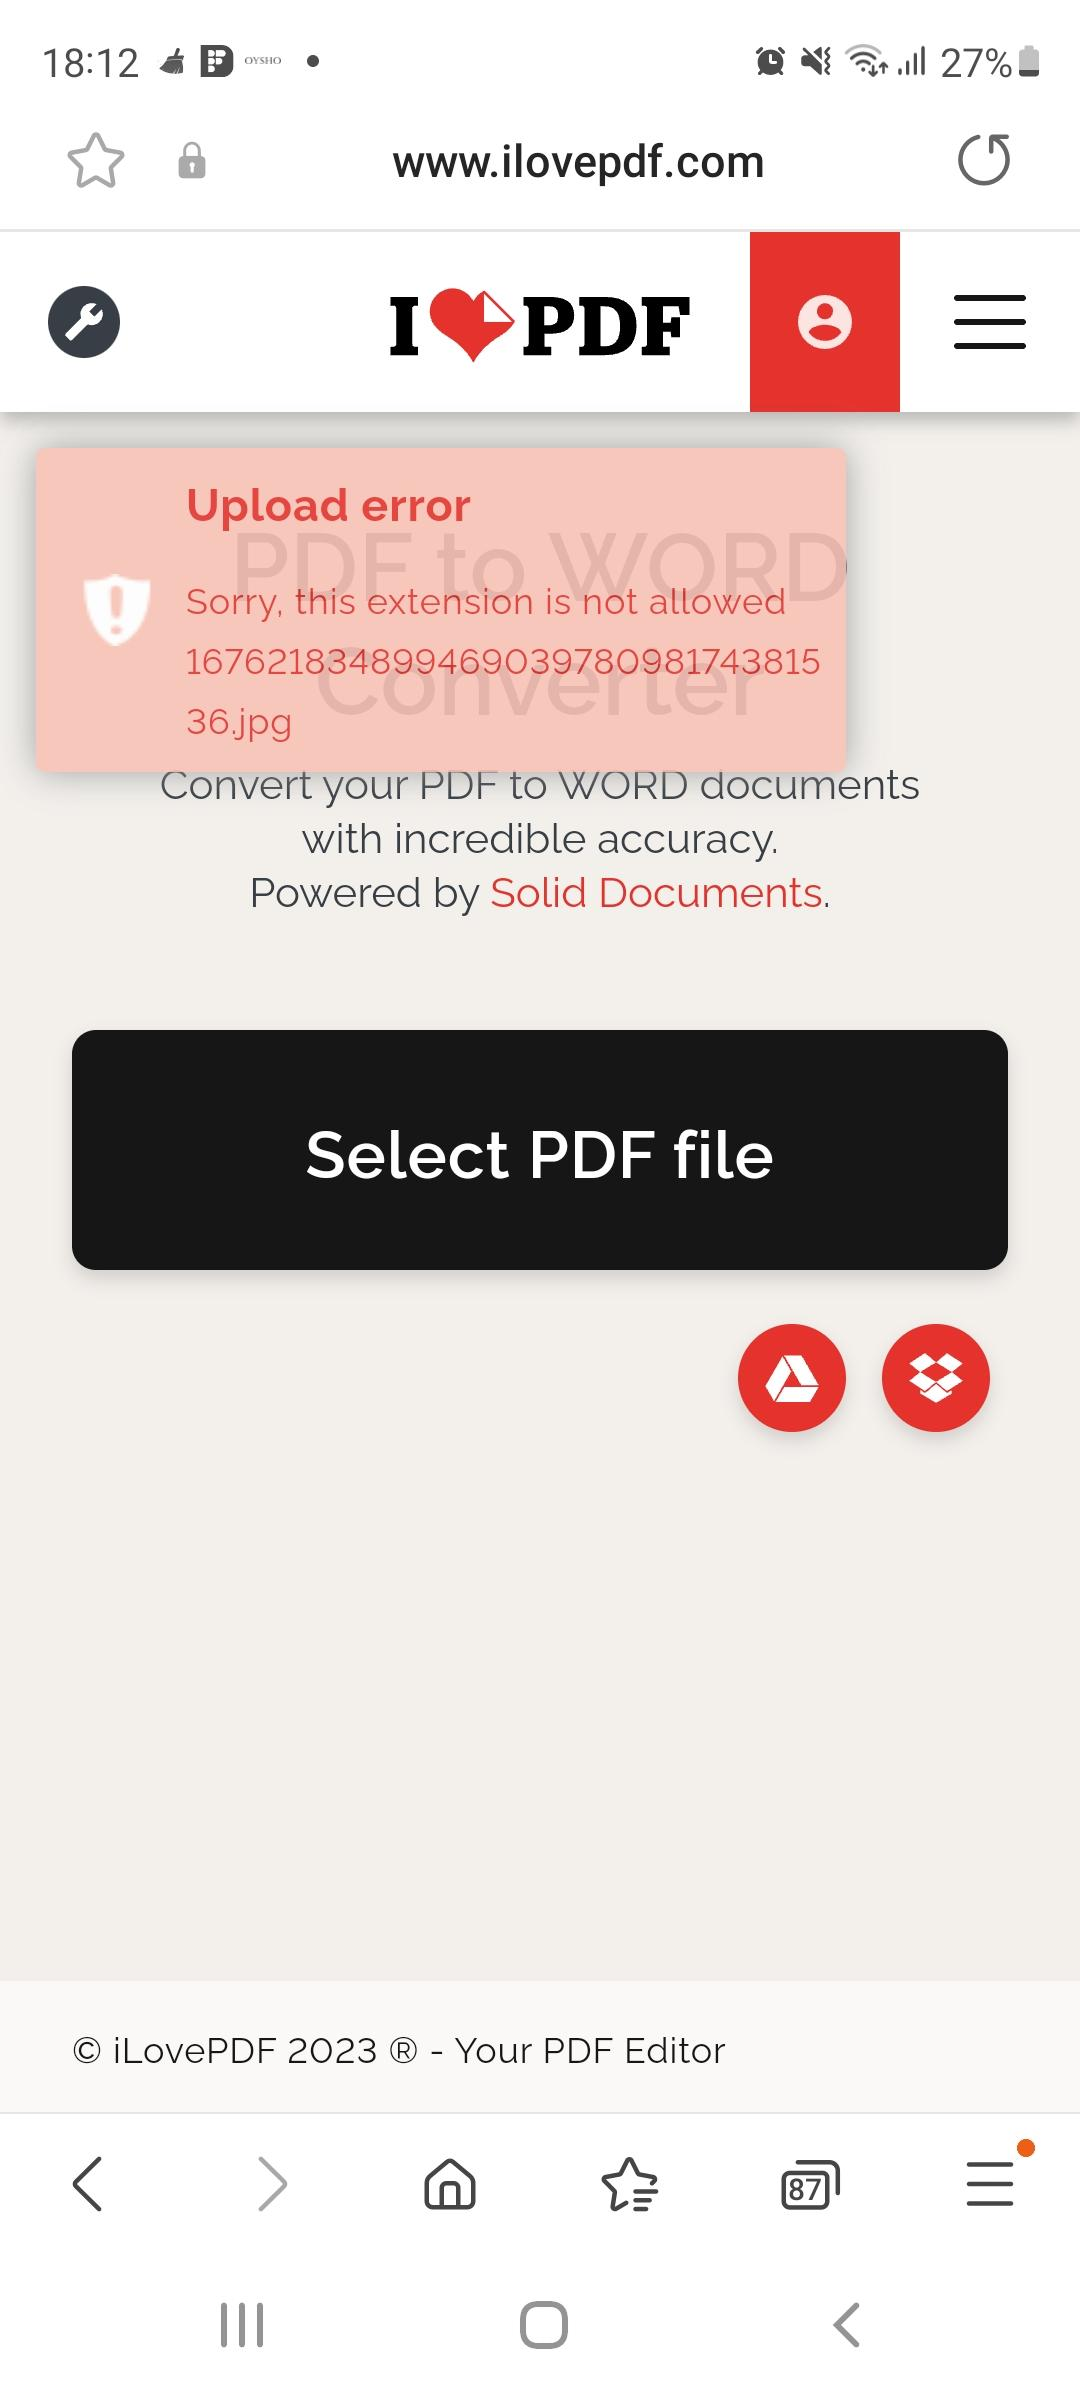 18:12 OYSHO 27%
www.ilovepdf.com
I PDF
Upload error
PDF to WORD
Sorry, this extension is not allowed
167621834899469039780981743815
36.jpg
Converter
Convert your PDF to WORD documents
with incredible accuracy.
Powered by Solid Documents.
Select PDF file
© iLovePDF 2023 ® - Your PDF Editor
87